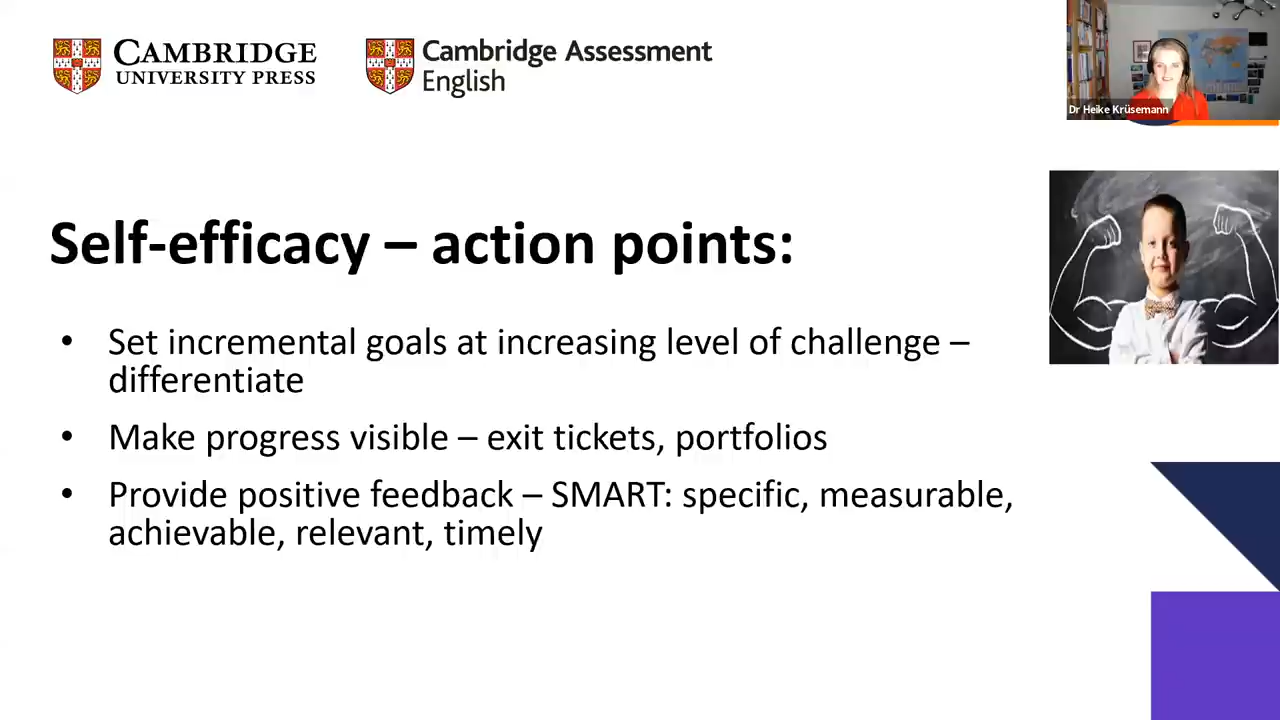 CAMBRIDGE
UNIVERSITY PRESS
Cambridge Assessment
English
Dr Heike Krüsemann
Self-efficacy – action points:
• Set incremental goals at increasing level of challenge –
differentiate
• Make progress visible – exit tickets, portfolios
• Provide positive feedback – SMART: specific, measurable,
achievable, relevant, timely